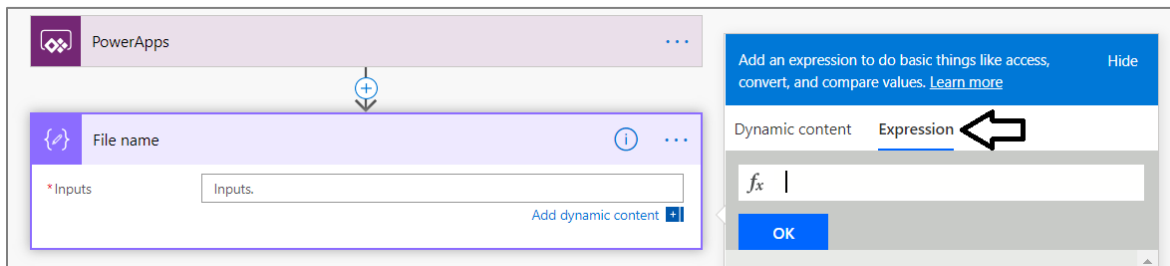 PowerApps
...
File name
...
*Inputs
Inputs.
Add dynamic content
Add an expression to do basic things like access,
convert, and compare values. Learn more
Hide
Dynamic content
Expression
fx
OK